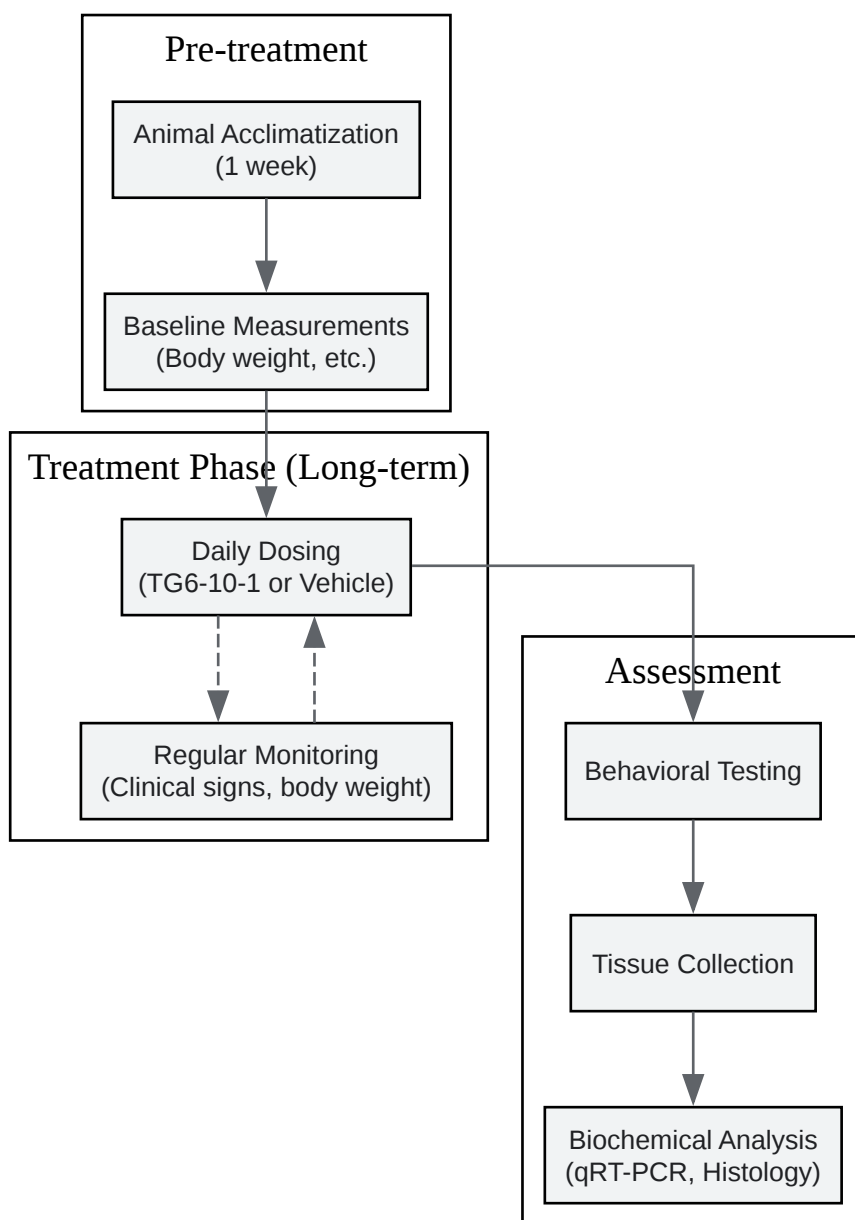 Pre-treatment
Animal Acclimatization
(1 week)
Baseline Measurements
(Body weight, etc.)
Treatment Phase (Long-term)
Daily Dosing
(TG6-10-1 or Vehicle)
Regular Monitoring
(Clinical signs, body weight)
Assessment
Behavioral Testing
Tissue Collection
Biochemical Analysis
(qRT-PCR, Histology)